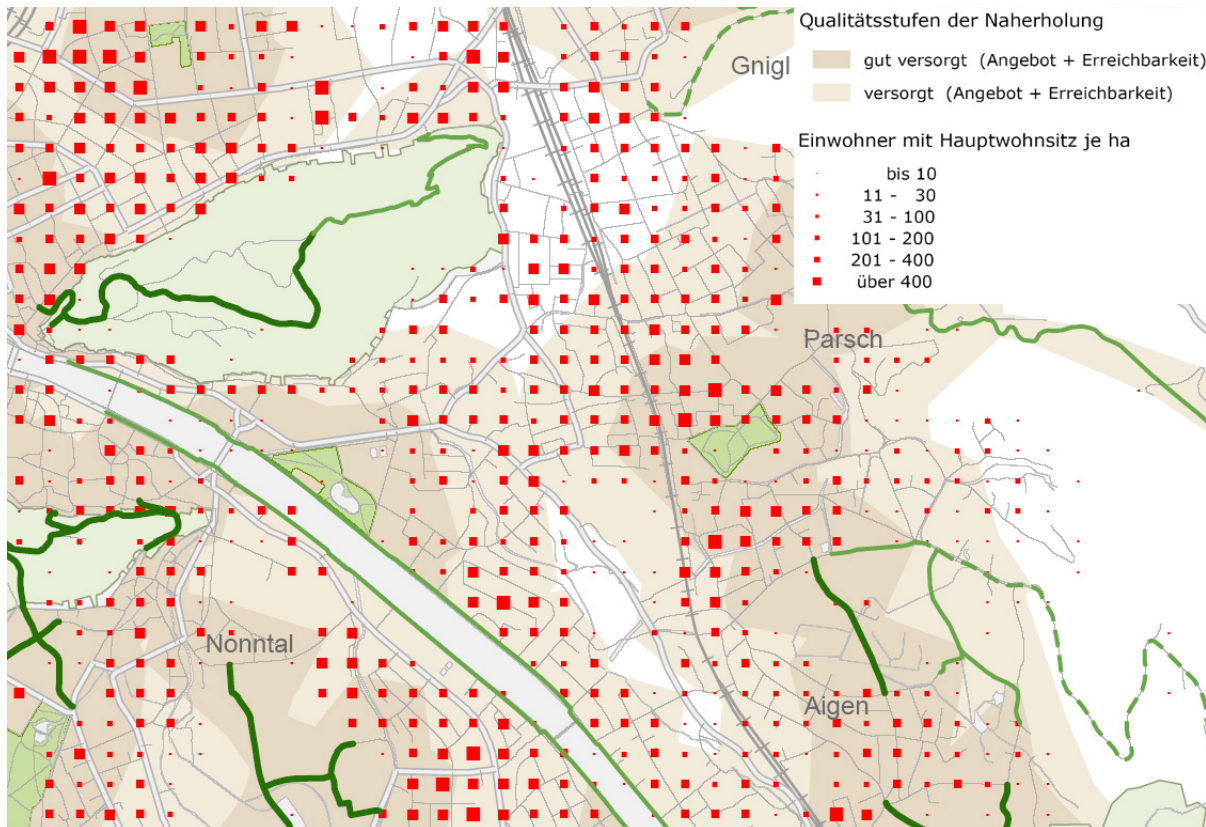 Qualitätsstufen der Naherholung
gut versorgt (Angebot + Erreichbarkeit)
versorgt (Angebot + Erreichbarkeit)
Einwohner mit Hauptwohnsitz je ha
bis 10
11 - 30
31 - 100
101 - 200
201 - 400
über 400
Gnigl
Parsch
Nonntal
Aigen